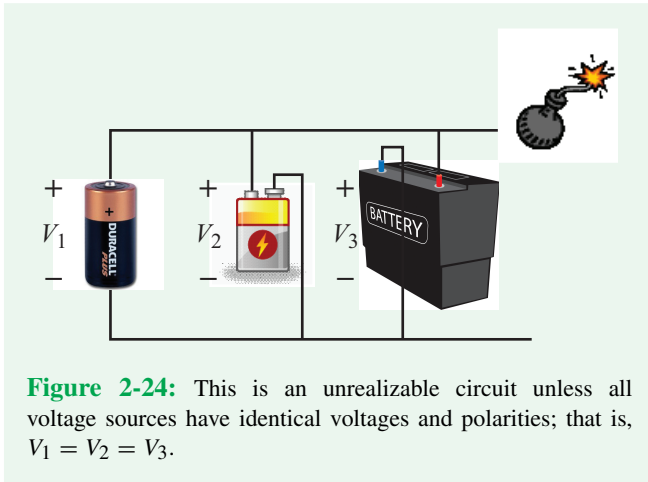 + + +
V1 V2 V3
− − −
+
DURACELL
PLUS
BATTERY
Figure 2-24: This is an unrealizable circuit unless all
voltage sources have identical voltages and polarities; that is,
V1 = V2 = V3.